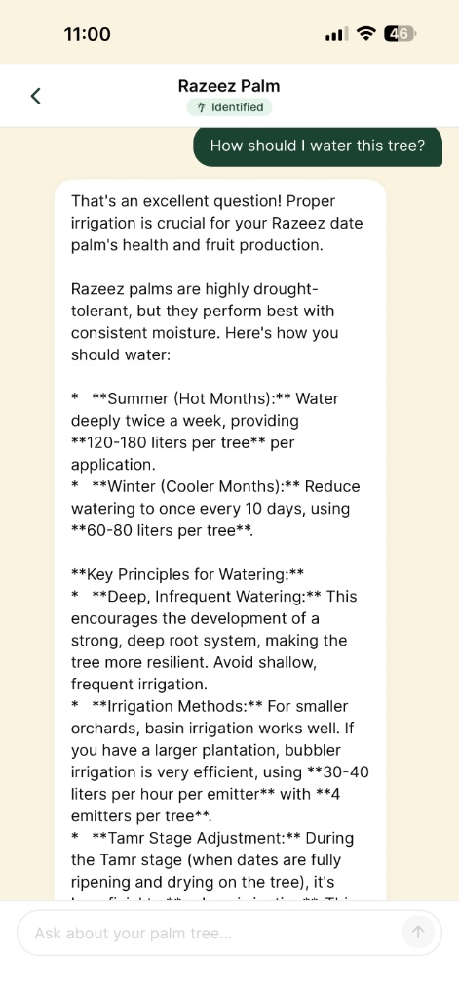 11:00
46
Razeez Palm
Identified
How should I water this tree?
That's an excellent question! Proper
irrigation is crucial for your Razeez date
palm's health and fruit production.
Razeez palms are highly drought-
tolerant, but they perform best with
consistent moisture. Here's how you
should water:
*   **Summer (Hot Months):** Water
deeply twice a week, providing
**120-180 liters per tree** per
application.
*   **Winter (Cooler Months):** Reduce
watering to once every 10 days, using
**60-80 liters per tree**.
**Key Principles for Watering:**
*   **Deep, Infrequent Watering:** This
encourages the development of a
strong, deep root system, making the
tree more resilient. Avoid shallow,
frequent irrigation.
*   **Irrigation Methods:** For smaller
orchards, basin irrigation works well. If
you have a larger plantation, bubbler
irrigation is very efficient, using **30-40
liters per hour per emitter** with **4
emitters per tree**.
*   **Tamr Stage Adjustment:** During
the Tamr stage (when dates are fully
ripening and drying on the tree), it's
Ask about your palm tree...